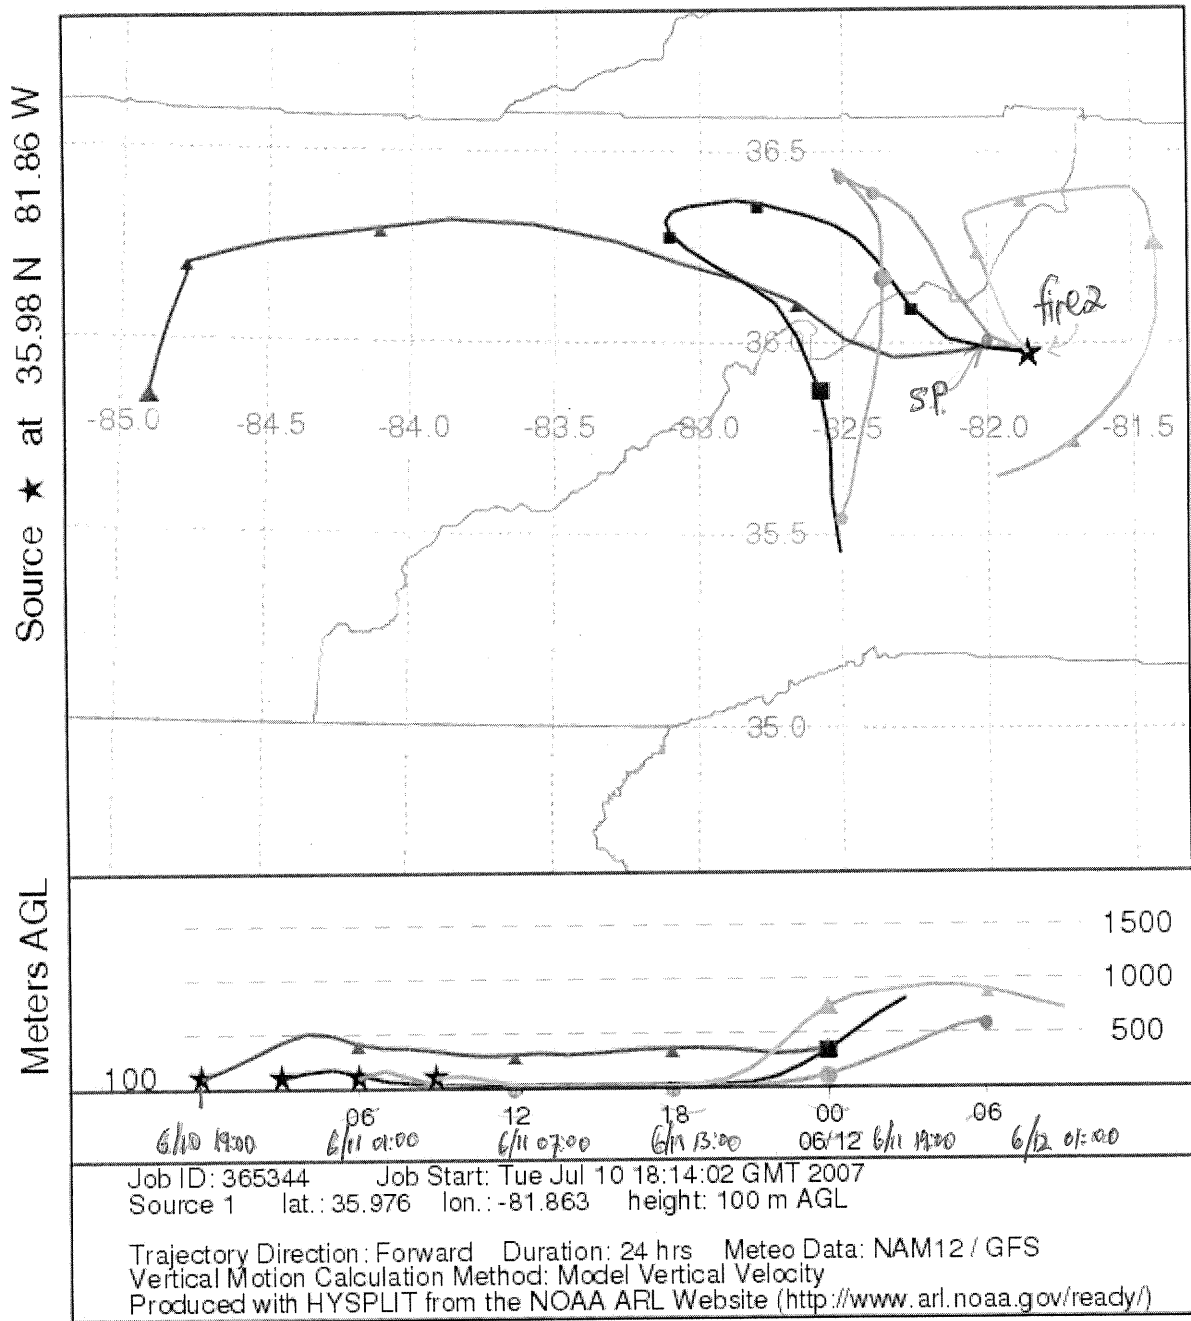 Source ★ at 35.98 N 81.86 W
36.5
fire2
36.0
S.P.
-85.0 -84.5 -84.0 -83.5 -83.0 -82.5 -82.0 -81.5
35.5
35.0
Meters AGL
1500
1000
500
100
06 12 18 00 06
6/10 19:00 6/11 01:00 6/11 07:00 6/11 13:00 06/12 6/11 19:00 6/12 01:00
Job ID: 365344 Job Start: Tue Jul 10 18:14:02 GMT 2007
Source 1 lat.: 35.976 lon.: -81.863 height: 100 m AGL
Trajectory Direction: Forward Duration: 24 hrs Meteo Data: NAM12 / GFS
Vertical Motion Calculation Method: Model Vertical Velocity
Produced with HYSPLIT from the NOAA ARL Website (http://www.arl.noaa.gov/ready/)